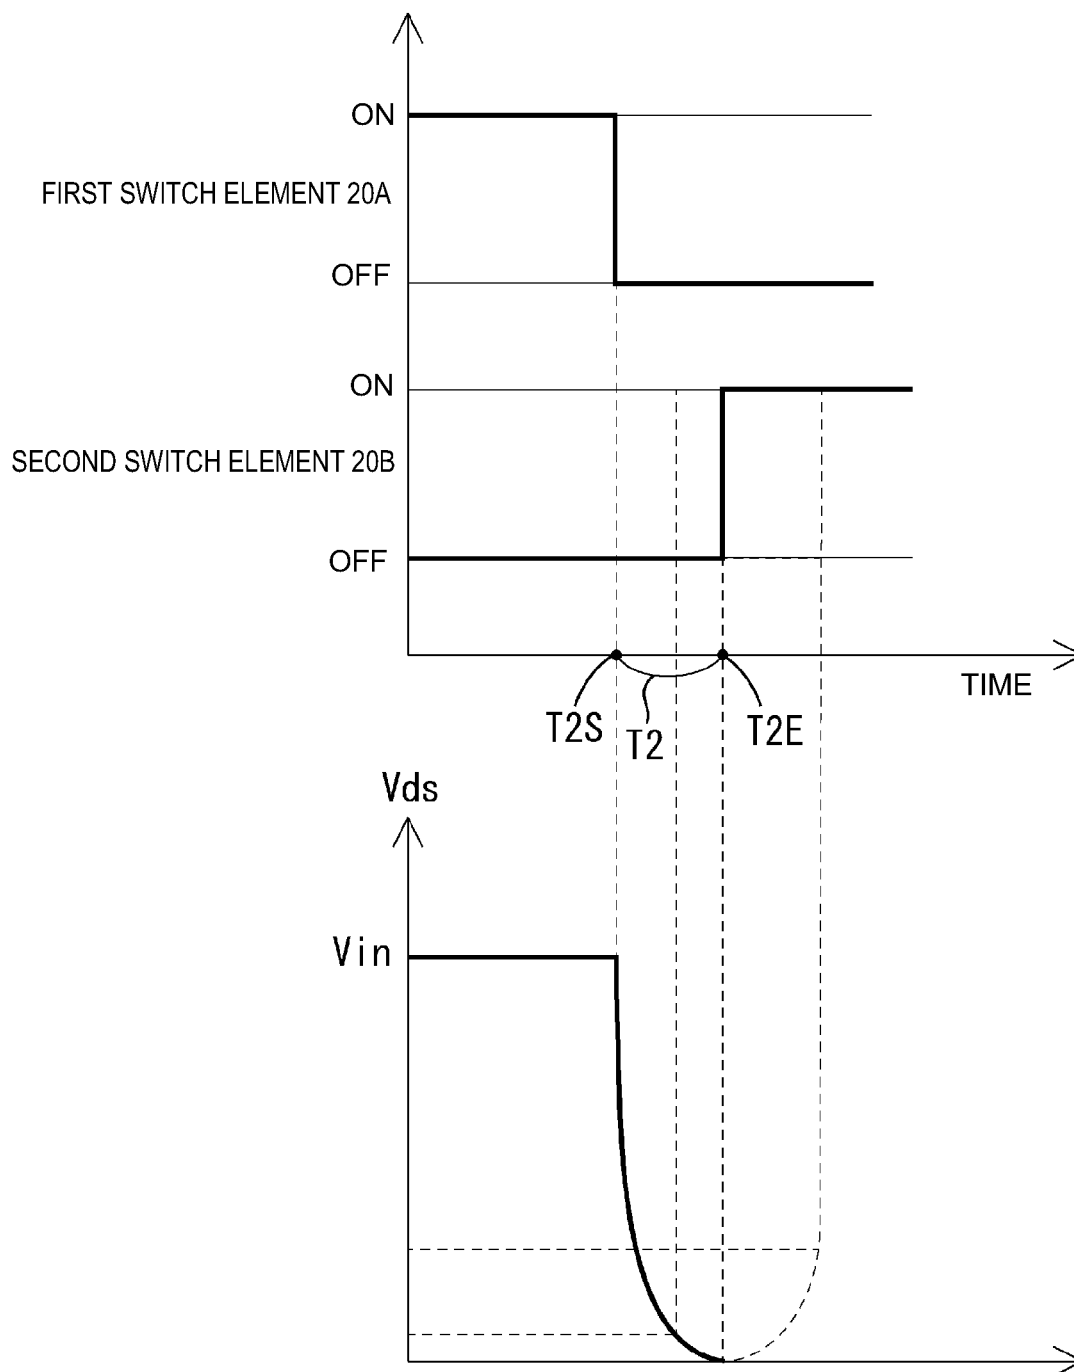 ON
FIRST SWITCH ELEMENT 20A
OFF
ON
SECOND SWITCH ELEMENT 20B
OFF
TIME
T2S
T2
T2E
Vds
Vin